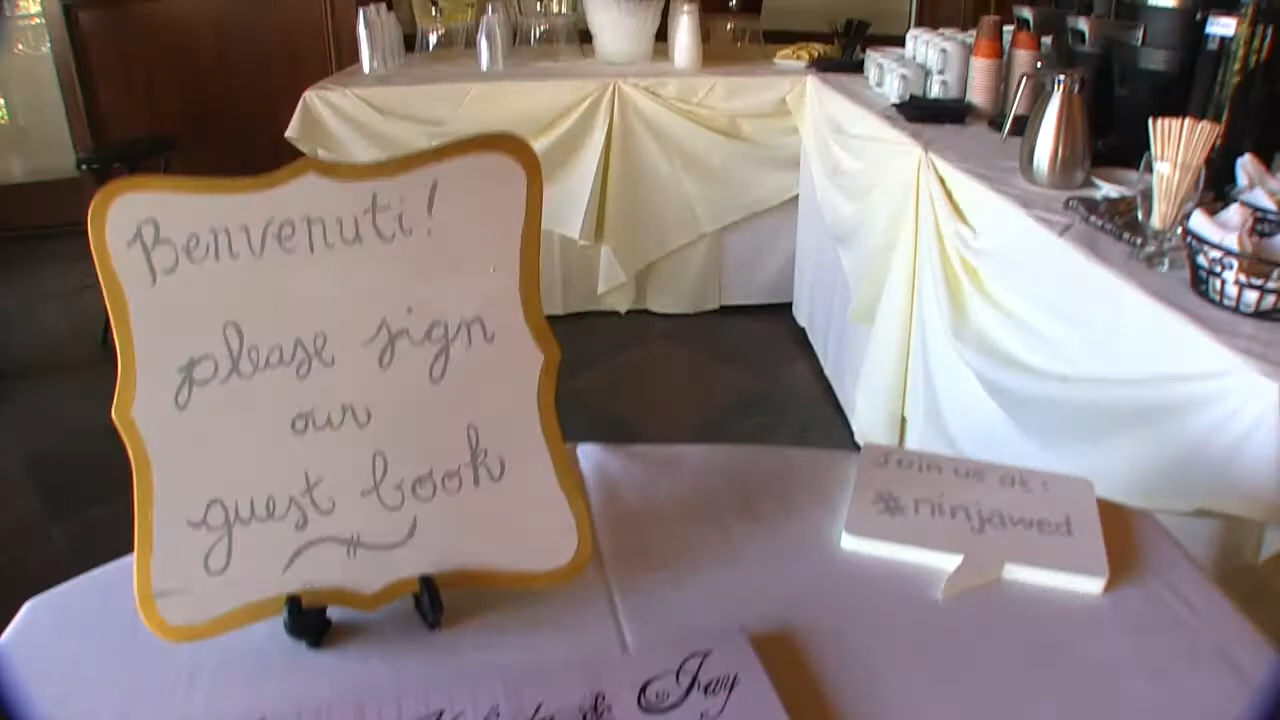 Benvenuti!
please sign
our
guest book
Join us at:
#ninjawed
& Jay